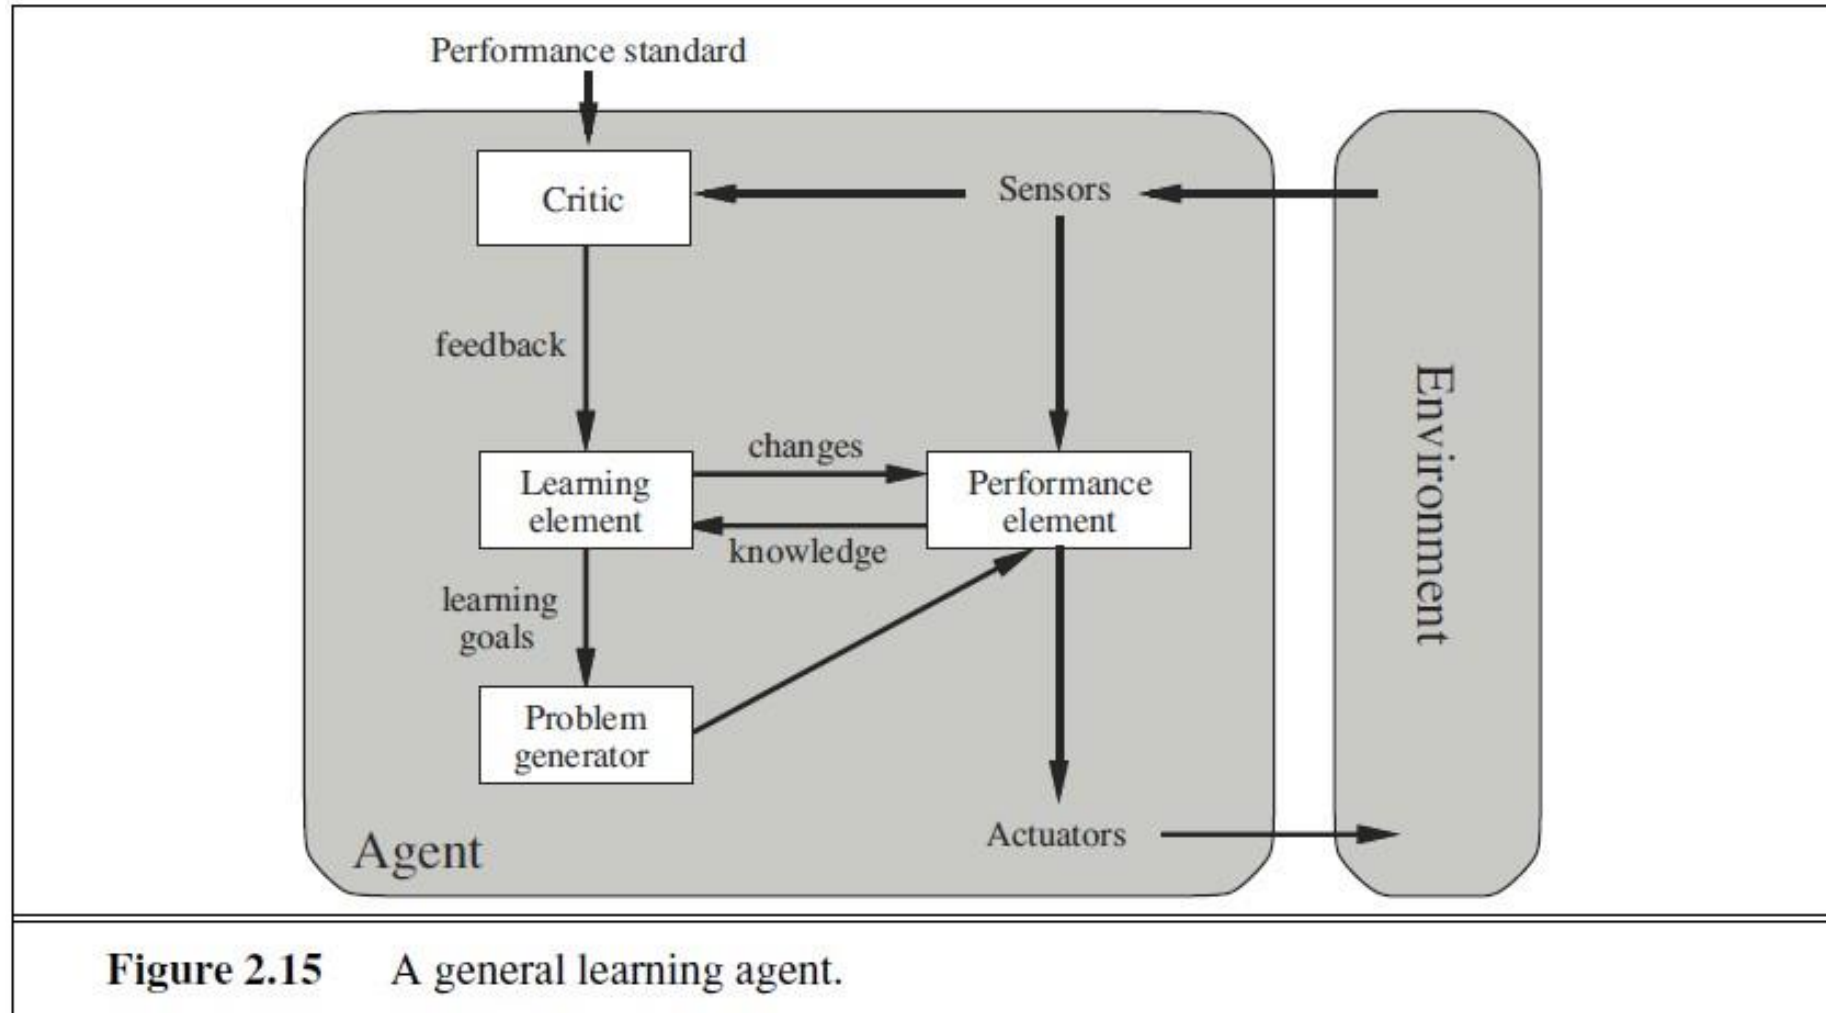 Performance standard
Critic
Sensors
feedback
changes
Learning
element
Performance
element
knowledge
learning
goals
Problem
generator
Agent
Actuators
Environment
Figure 2.15 A general learning agent.